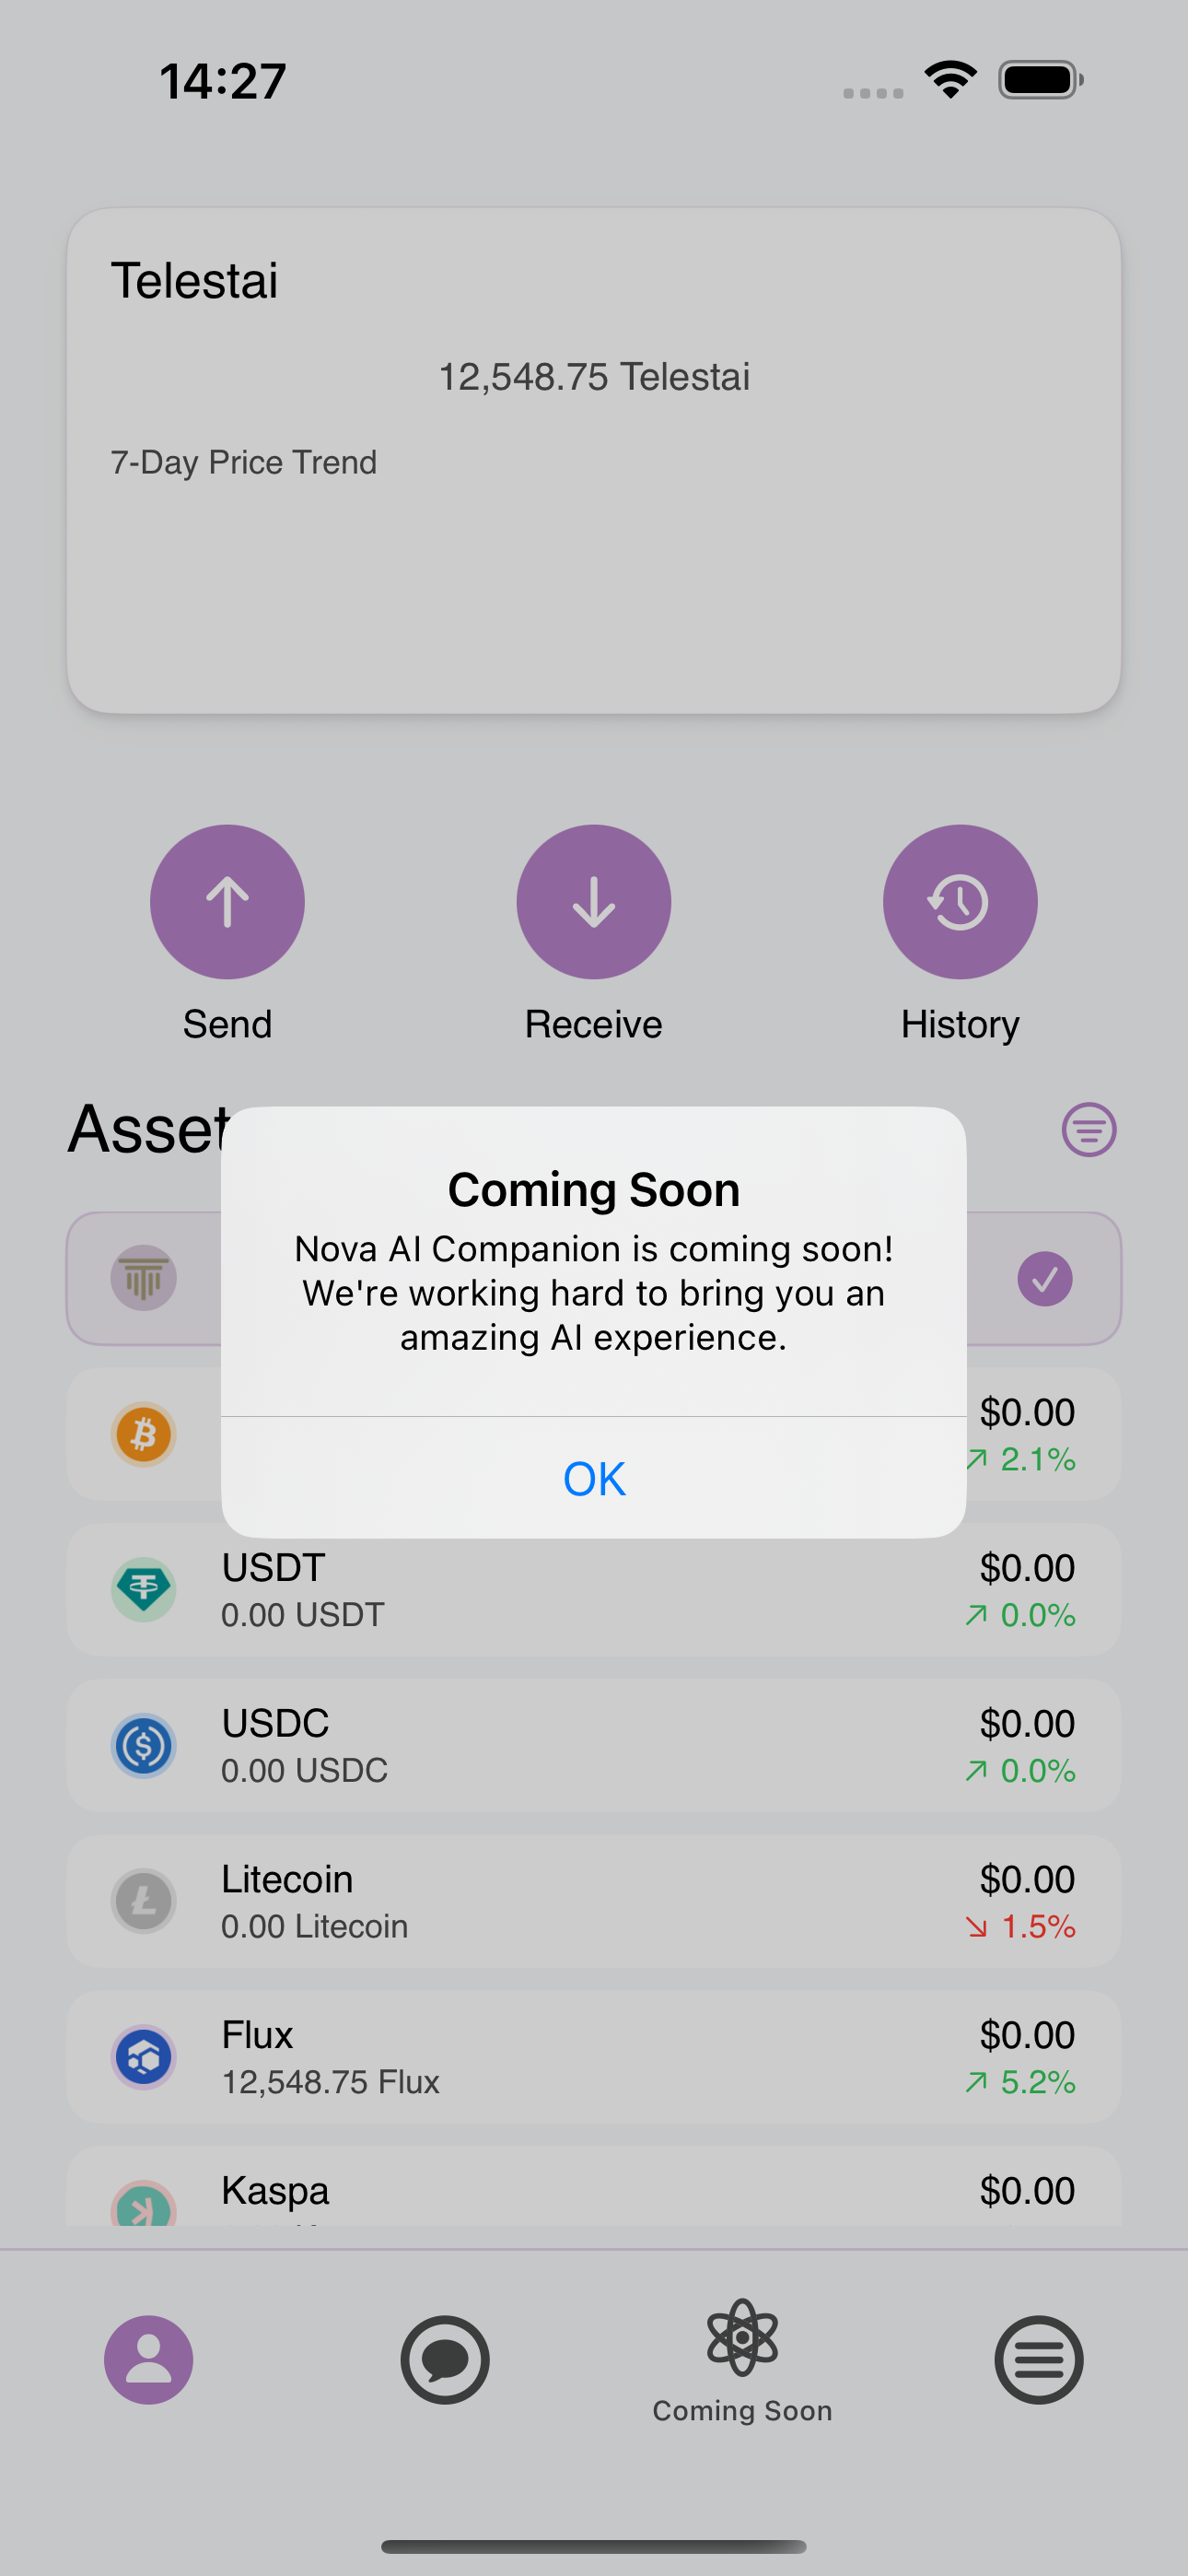 14:27
Telestai
12,548.75 Telestai
7-Day Price Trend
Send
Receive
History
Coming Soon
Nova AI Companion is coming soon!
We're working hard to bring you an
amazing AI experience.
OK
$0.00
2.1%
USDT
$0.00
0.00 USDT
0.0%
USDC
$0.00
0.00 USDC
0.0%
Litecoin
$0.00
0.00 Litecoin
1.5%
Flux
$0.00
12,548.75 Flux
5.2%
Kaspa
$0.00
Coming Soon